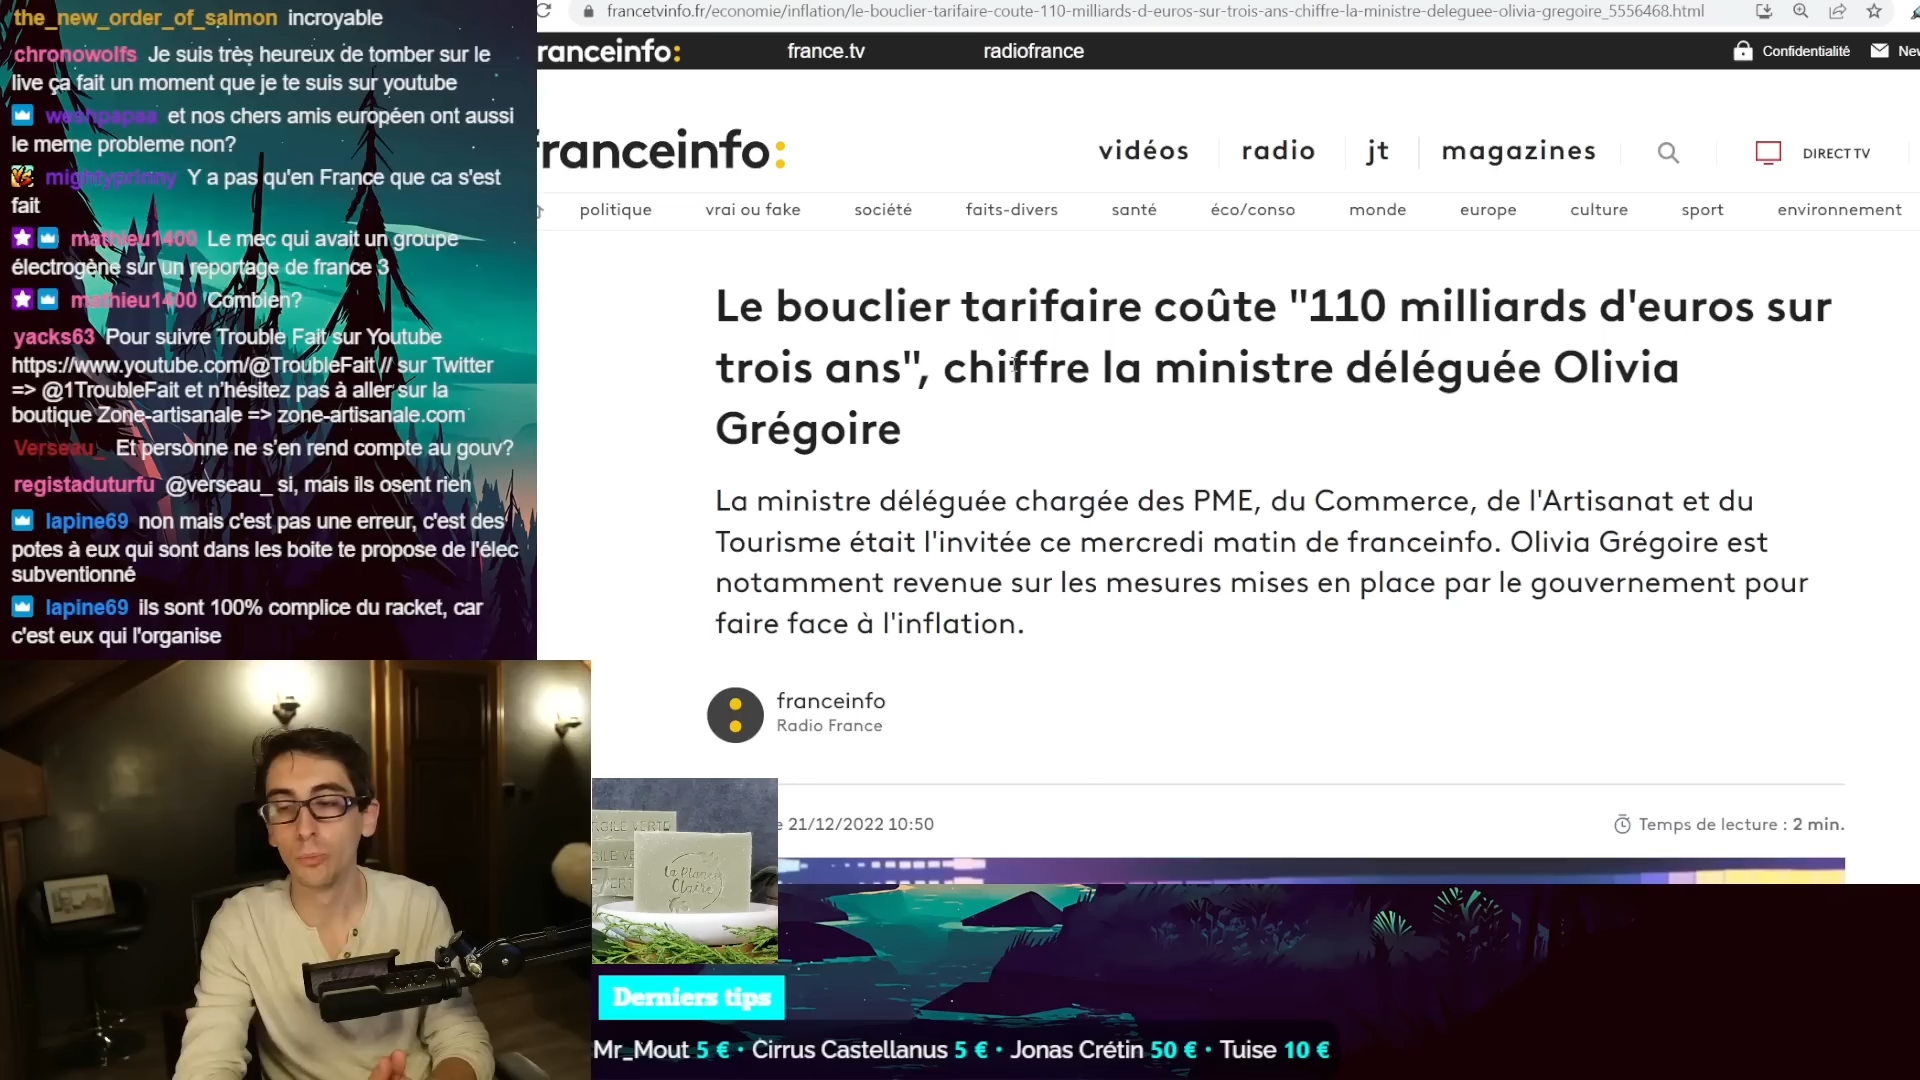 the_new_order_of_salmon incroyable
chronowolfs Je suis très heureux de tomber sur le
live ça fait un moment que je te suis sur youtube
weshpapaa et nos chers amis européen ont aussi
le meme probleme non?
mightyprinny Y a pas qu'en France que ca s'est
fait
mathieu1400 Le mec qui avait un groupe
électrogène sur un reportage de france 3
mathieu1400 Combien?
yacks63 Pour suivre Trouble Fait sur Youtube
https://www.youtube.com/@TroubleFait // sur Twitter
=> @1TroubleFait et n'hésitez pas à aller sur la
boutique Zone-artisanale => zone-artisanale.com
Verseau_ Et personne ne s'en rend compte au gouv?
registaduturfu @verseau_ si, mais ils osent rien
lapine69 non mais c'est pas une erreur, c'est des
potes à eux qui sont dans les boite te propose de l'élec
subventionné
lapine69 ils sont 100% complice du racket, car
c'est eux qui l'organise
francetvinfo.fr/economie/inflation/le-bouclier-tarifaire-coute-110-milliards-d-euros-sur-trois-ans-chiffre-la-ministre-deleguee-olivia-gregoire_5556468.html
ranceinfo: france.tv radiofrance Confidentialité New
franceinfo: vidéos radio jt magazines DIRECT TV
politique vrai ou fake société faits-divers santé éco/conso monde europe culture sport environnement
Le bouclier tarifaire coûte "110 milliards d'euros sur
trois ans", chiffre la ministre déléguée Olivia
Grégoire
La ministre déléguée chargée des PME, du Commerce, de l'Artisanat et du
Tourisme était l'invitée ce mercredi matin de franceinfo. Olivia Grégoire est
notamment revenue sur les mesures mises en place par le gouvernement pour
faire face à l'inflation.
franceinfo
Radio France
e 21/12/2022 10:50 Temps de lecture : 2 min.
La Planète
Claire
Derniers tips
Mr_Mout 5 € · Cirrus Castellanus 5 € · Jonas Crétin 50 € · Tuise 10 €